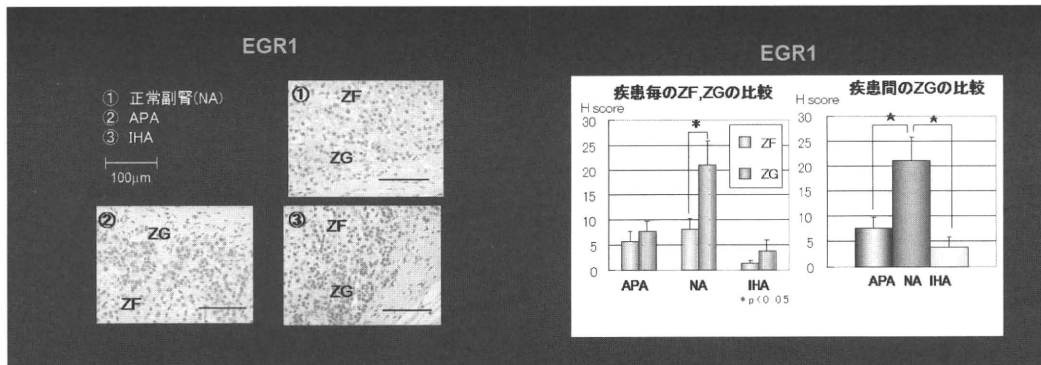 EGR1
① 正常副腎(NA)
② APA
③ IHA
100μm
①
ZF
ZG
②
ZG
ZF
③
ZF
ZG
EGR1
疾患毎のZF,ZGの比較
H score
30
25
20
15
10
5
0
*
ZF
ZG
APA NA IHA
*p<0.05
疾患間のZGの比較
H score
30
25
20
15
10
5
0
★ ★
APA NA IHA